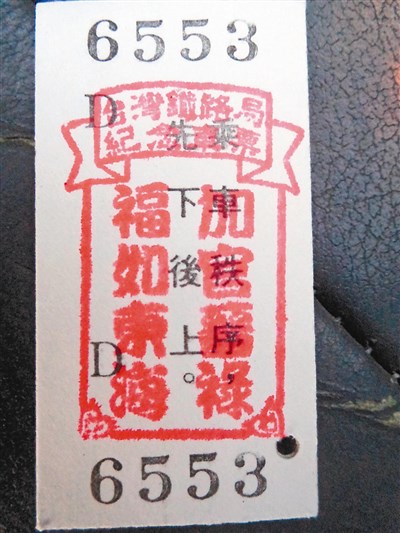 6553
D
台灣鐵路局
紀念車票
乘車秩序，
先下後上。
加官晉祿
福如東海
D
6553